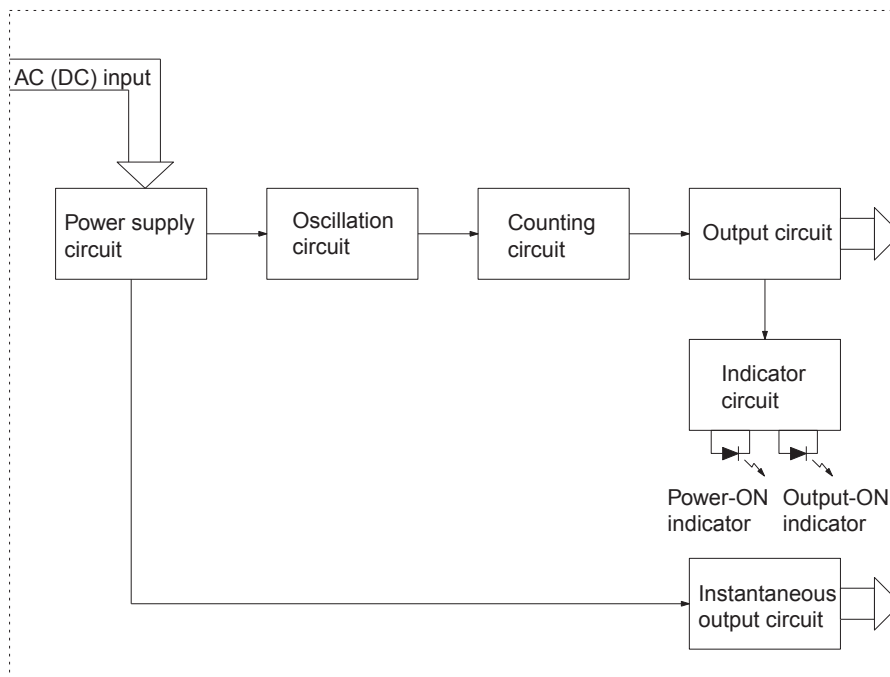 AC (DC) input
Power supply
circuit
Oscillation
circuit
Counting
circuit
Output circuit
Indicator
circuit
Power-ON
indicator
Output-ON
indicator
Instantaneous
output circuit